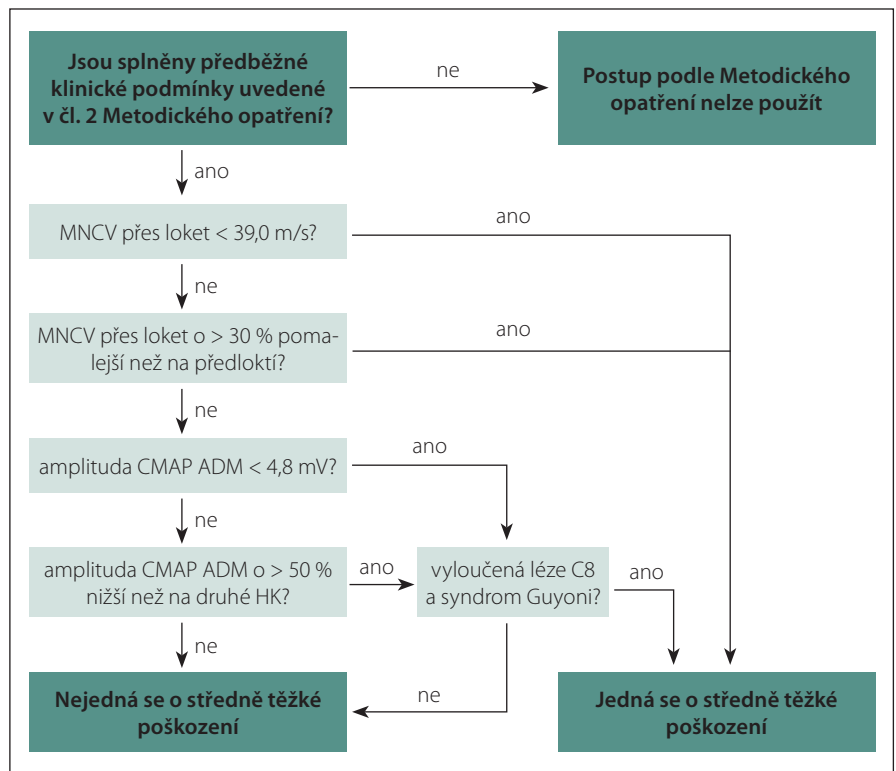 Jsou splněny předběžné
klinické podmínky uvedené
v čl. 2 Metodického opatření?
ne
Postup podle Metodického
opatření nelze použít
ano
MNCV přes loket < 39,0 m/s?
ano
ne
MNCV přes loket o > 30 % poma-
lejší než na předloktí?
ano
ne
amplituda CMAP ADM < 4,8 mV?
ano
ne
amplituda CMAP ADM o > 50 %
nižší než na druhé HK?
ano
vyloučená léze C8
a syndrom Guyoni?
ano
ne
ne
Nejedná se o středně těžké
poškození
Jedná se o středně těžké
poškození